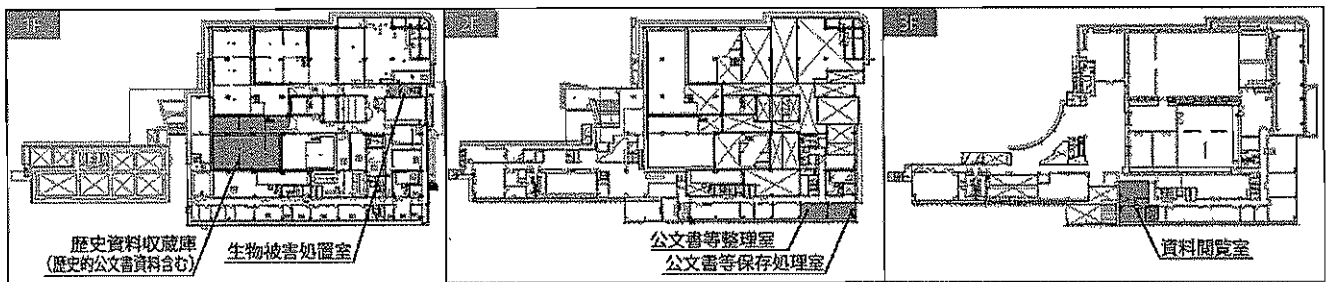 1F
歴史資料収蔵庫
(歴史的公文書資料含む)
生物被害処置室
公文書等整理室
公文書等保存処理室
資料閲覧室